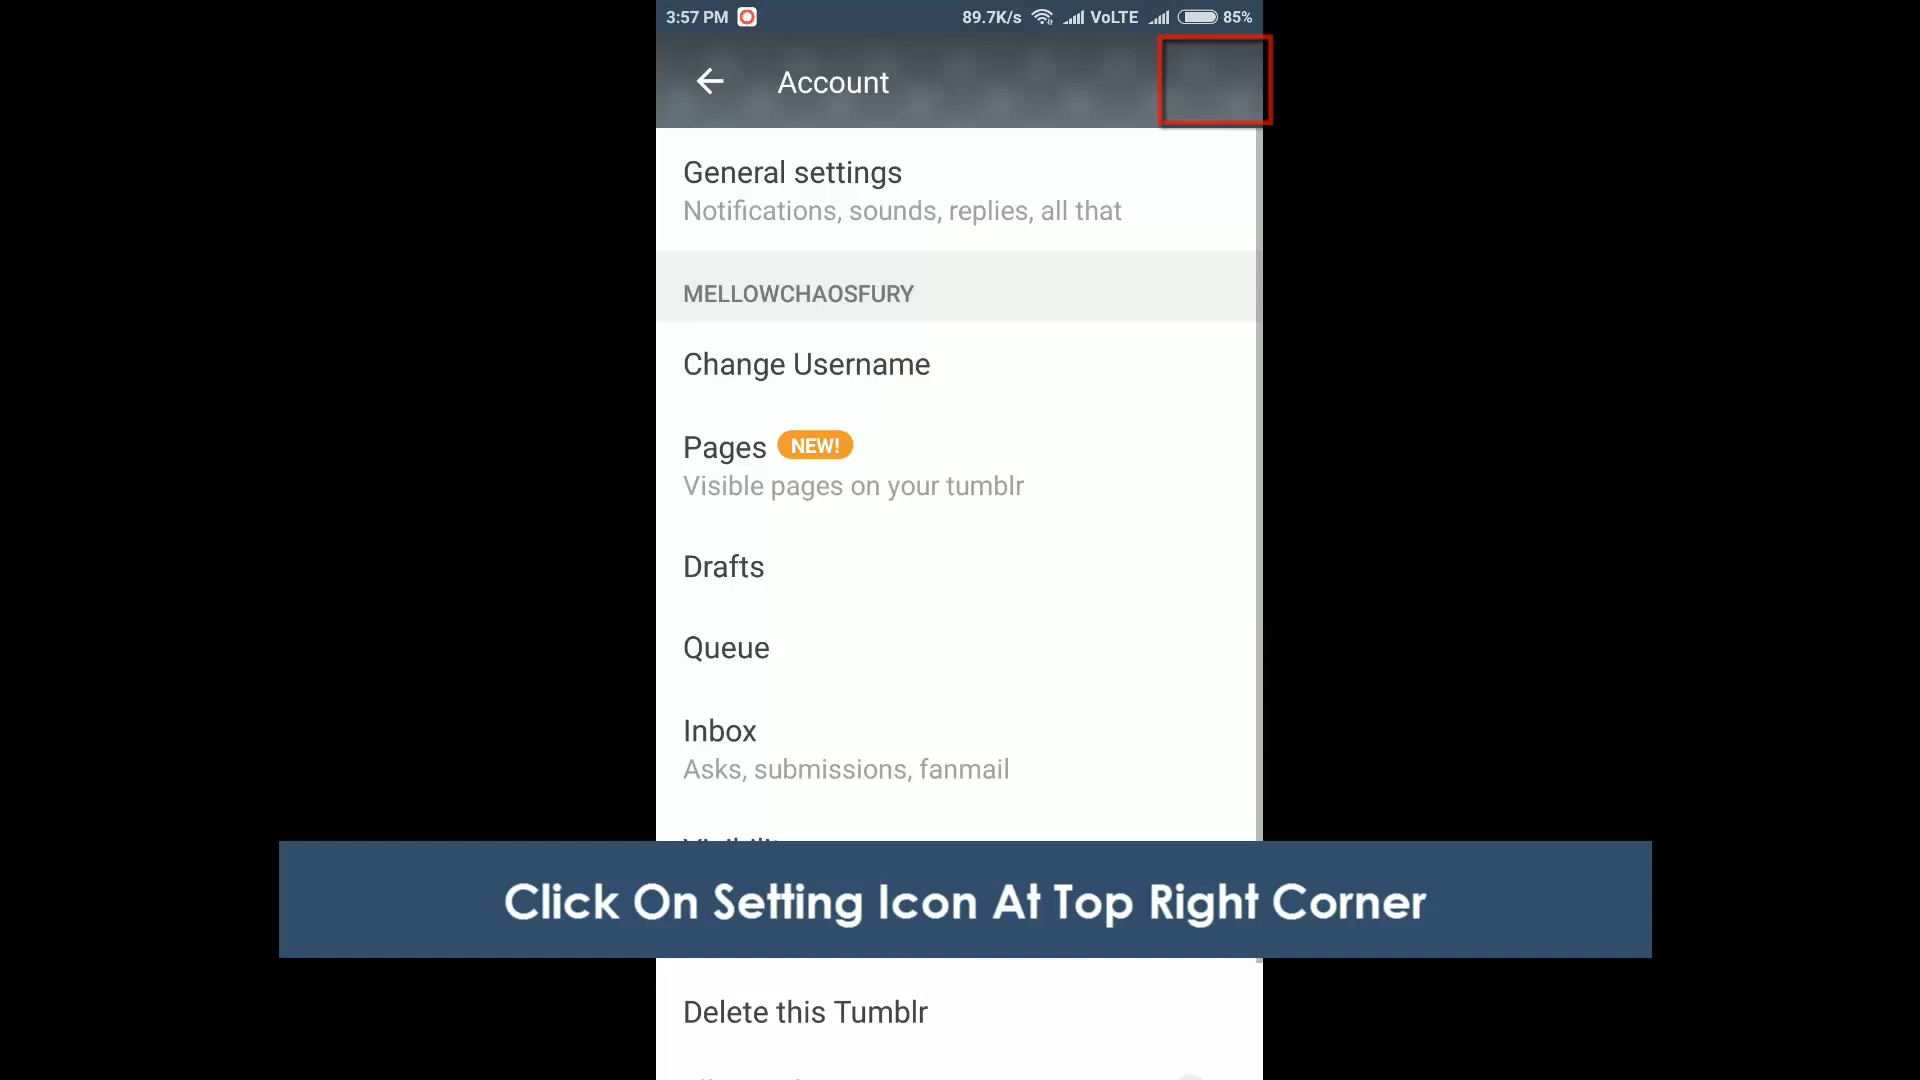 3:57 PM 89.7K/s VoLTE 85%
Account
General settings
Notifications, sounds, replies, all that
MELLOWCHAOSFURY
Change Username
Pages NEW!
Visible pages on your tumblr
Drafts
Queue
Inbox
Asks, submissions, fanmail
Click On Setting Icon At Top Right Corner
Delete this Tumblr